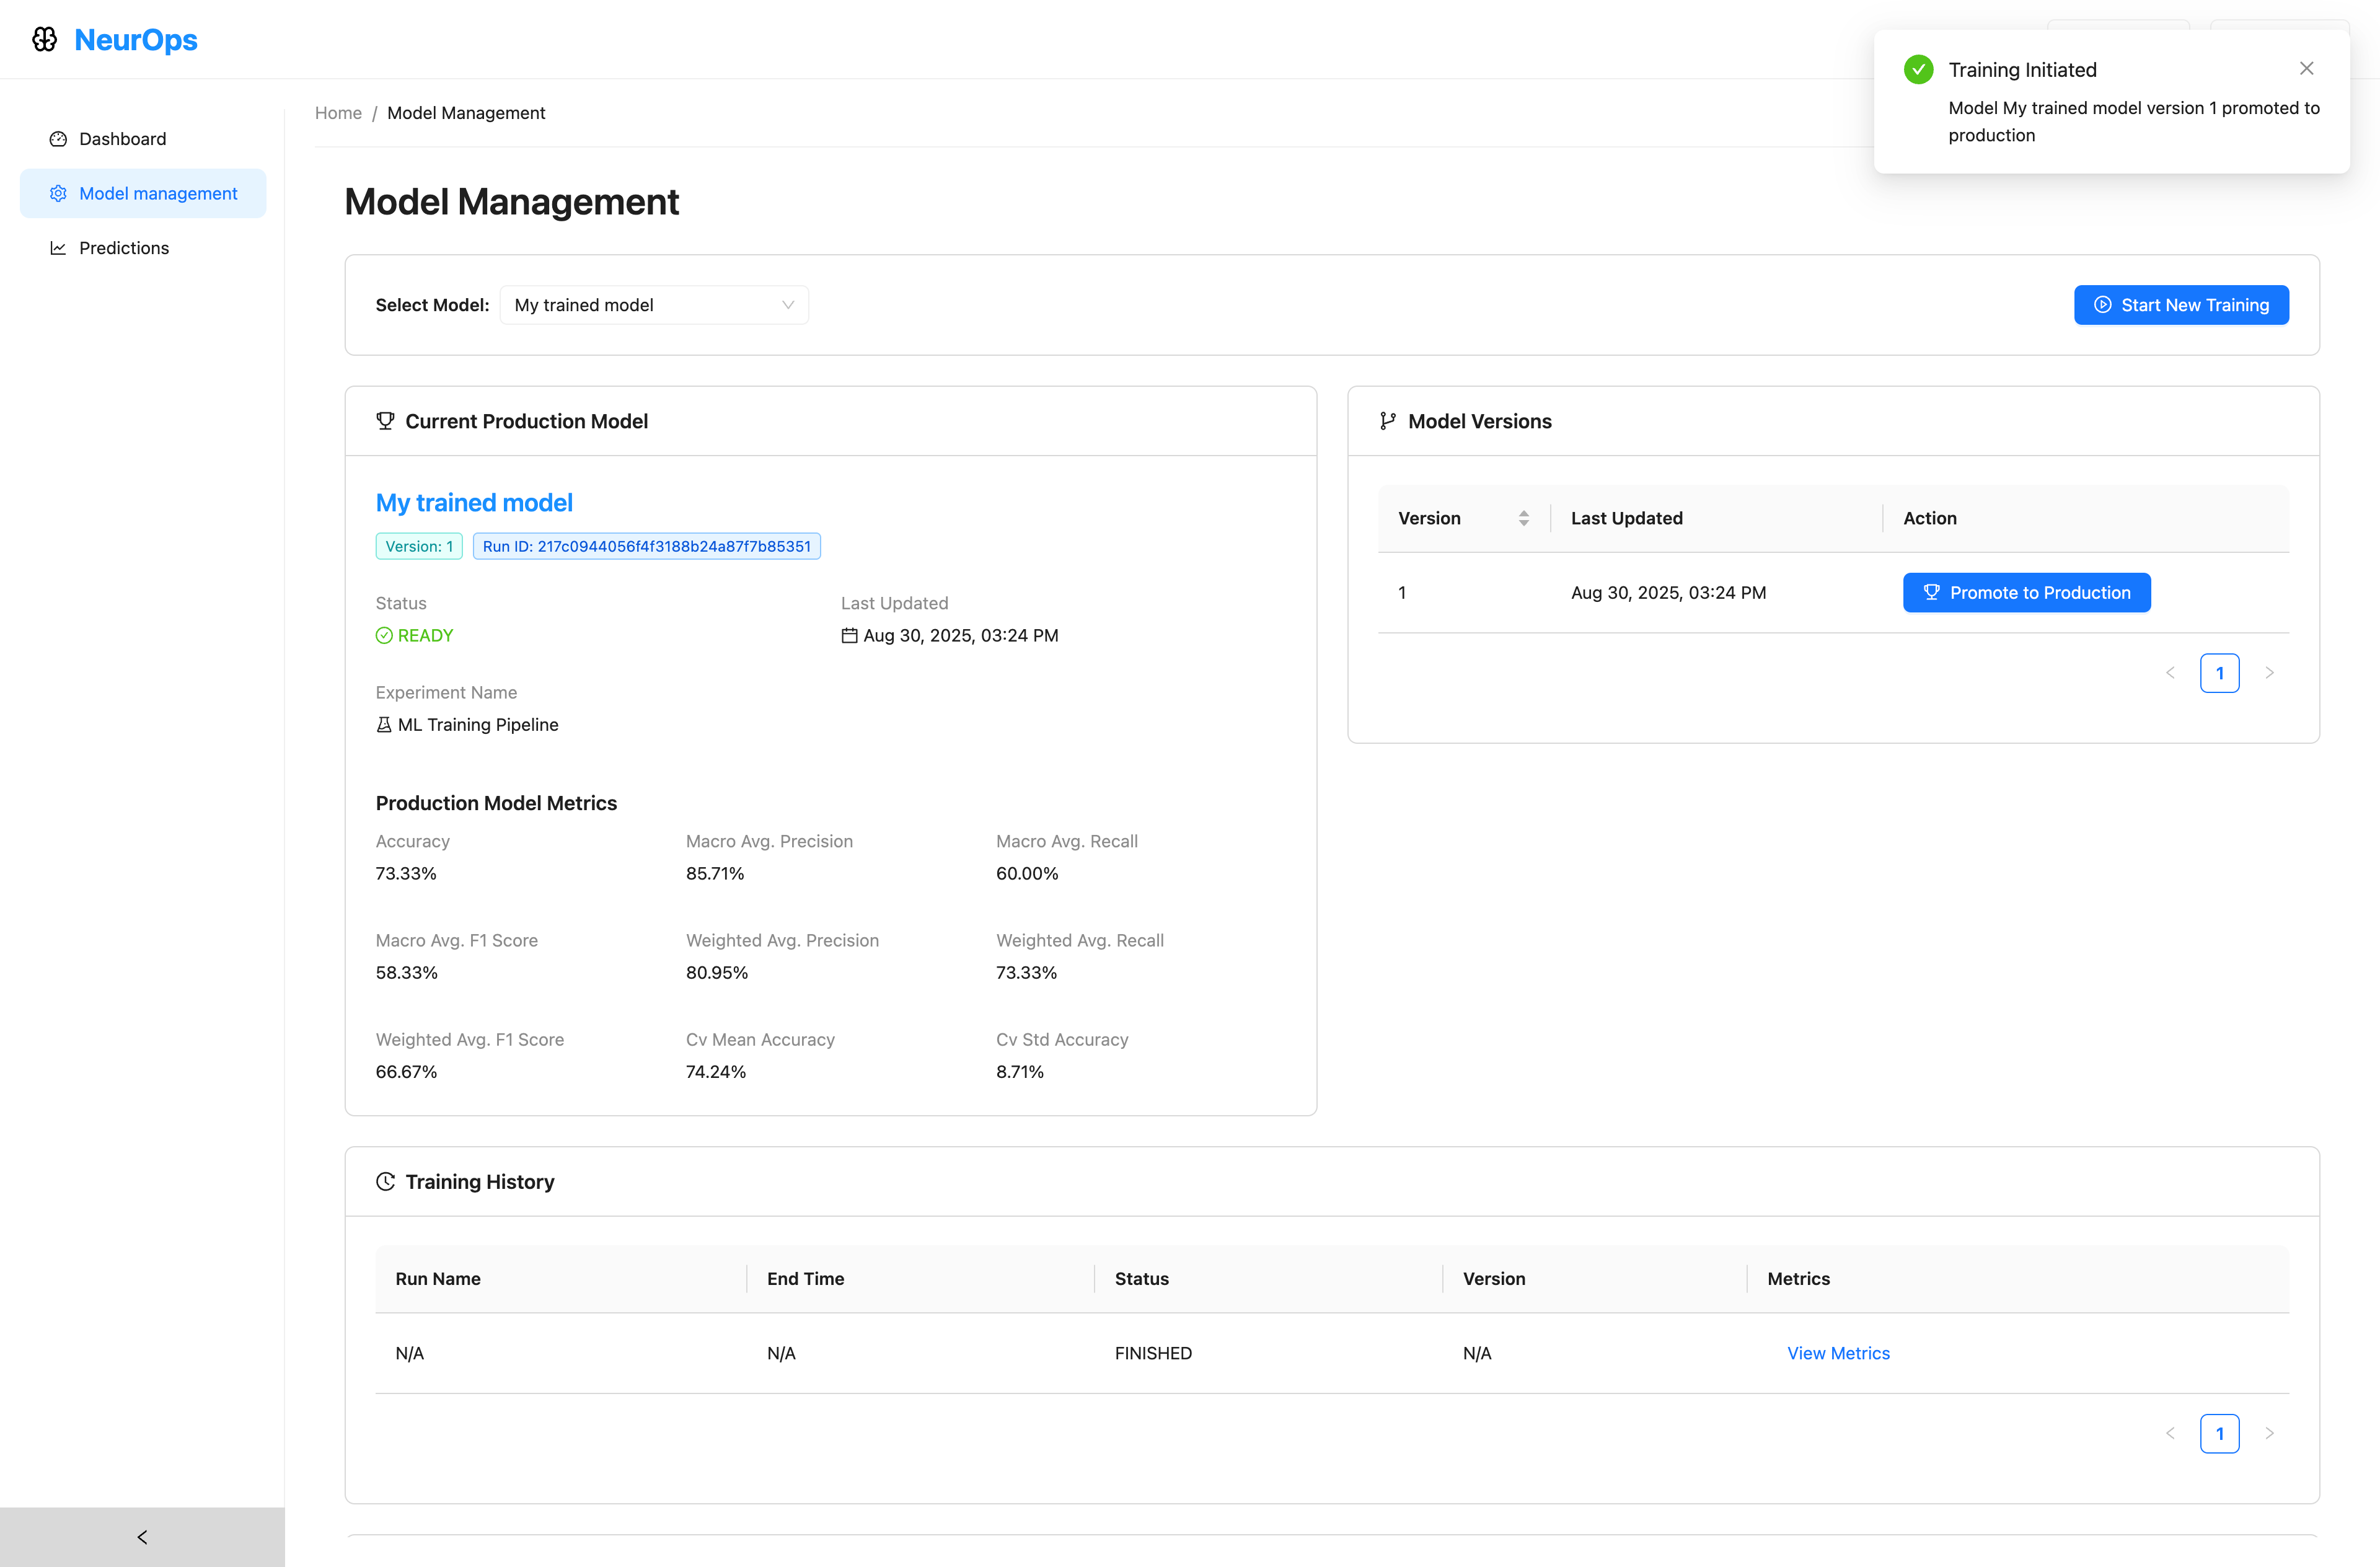 NeurOps
Training Initiated
Model My trained model version 1 promoted to
production
Dashboard
Model management
Predictions
Home / Model Management
Model Management
Select Model: My trained model
Start New Training
Current Production Model
My trained model
Version: 1 Run ID: 217c0944056f4f3188b24a87f7b85351
Status Last Updated
READY Aug 30, 2025, 03:24 PM
Experiment Name
ML Training Pipeline
Production Model Metrics
Accuracy Macro Avg. Precision Macro Avg. Recall
73.33% 85.71% 60.00%
Macro Avg. F1 Score Weighted Avg. Precision Weighted Avg. Recall
58.33% 80.95% 73.33%
Weighted Avg. F1 Score Cv Mean Accuracy Cv Std Accuracy
66.67% 74.24% 8.71%
Model Versions
Version Last Updated Action
1 Aug 30, 2025, 03:24 PM Promote to Production
1
Training History
Run Name End Time Status Version Metrics
N/A N/A FINISHED N/A View Metrics
1